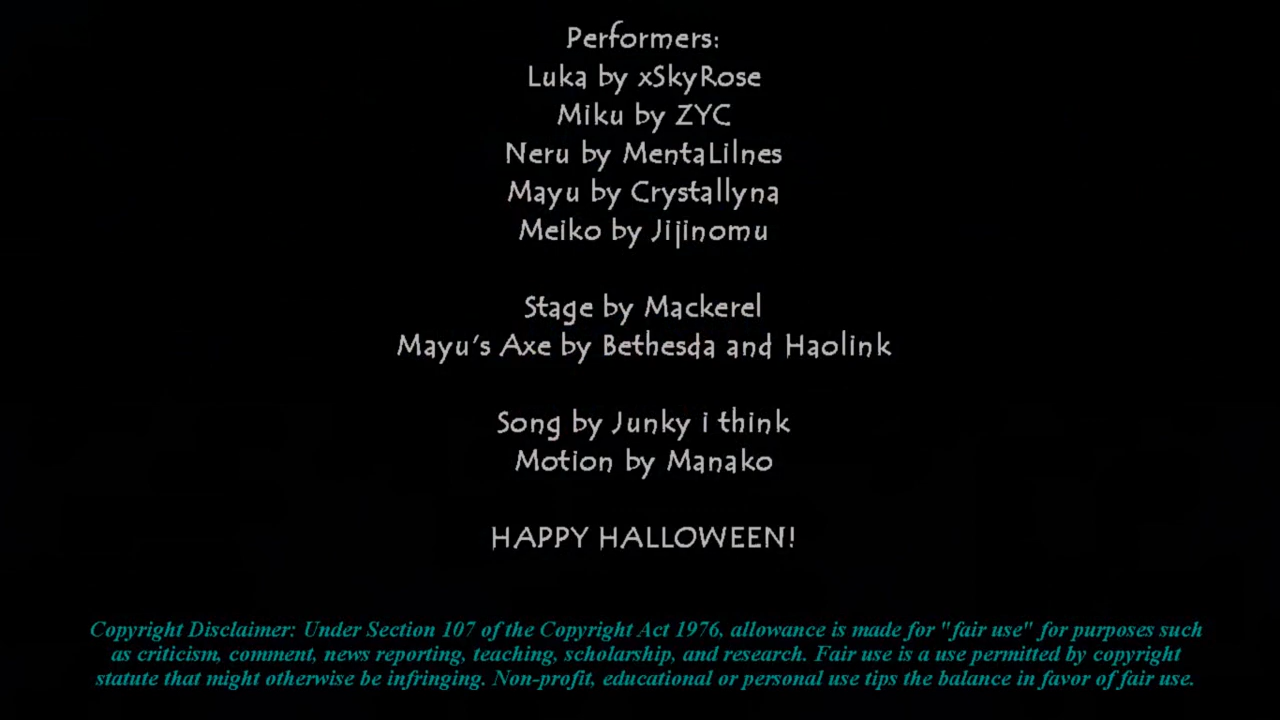 Performers:
Luka by xSkyRose
Miku by ZYC
Neru by MentaLilnes
Mayu by Crystallyna
Meiko by Jijinomu
Stage by Mackerel
Mayu's Axe by Bethesda and Haolink
Song by Junky i think
Motion by Manako
HAPPY HALLOWEEN!
Copyright Disclaimer: Under Section 107 of the Copyright Act 1976, allowance is made for "fair use" for purposes such
as criticism, comment, news reporting, teaching, scholarship, and research. Fair use is a use permitted by copyright
statute that might otherwise be infringing. Non-profit, educational or personal use tips the balance in favor of fair use.